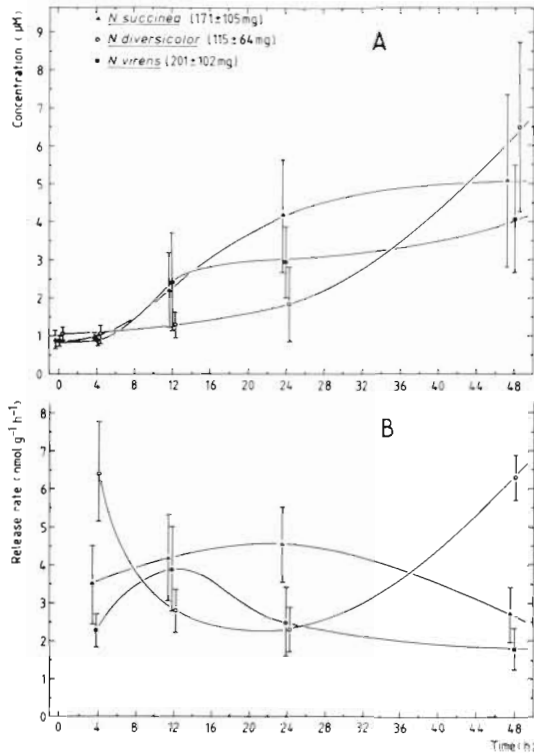 ▲ N succinea (171±105mg)
○ N diversicolor (115±64mg)
■ N virens (201±102mg)
A
Concentration (µM)
9
8
7
6
5
4
3
2
1
0
0 4 8 12 16 20 24 28 32 36 40 44 48
B
Release rate (nmol g⁻¹ h⁻¹)
8
7
6
5
4
3
2
1
0
0 4 8 12 16 20 24 28 32 36 40 44 48
Time(h)